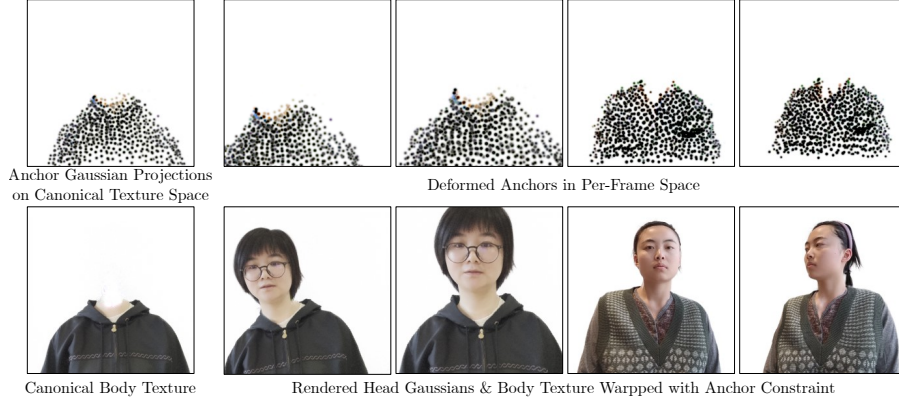 Anchor Gaussian Projections
on Canonical Texture Space
Deformed Anchors in Per-Frame Space
Canonical Body Texture
Rendered Head Gaussians & Body Texture Warpped with Anchor Constraint